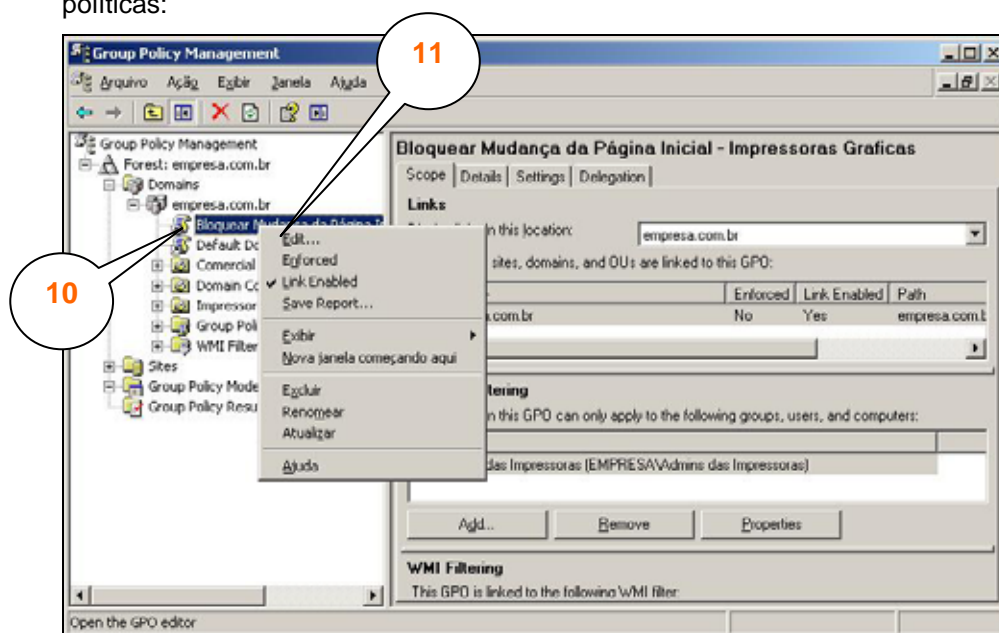 políticas:
11
Group Policy Management
Arquivo Ação Exibir Janela Ajuda
Group Policy Management
Forest: empresa.com.br
Domains
empresa.com.br
Bloquear Mudança da Página I
Default Do
Comercial
Domain Co
Impressor
Group Poli
WMI Filter
Sites
Group Policy Mode
Group Policy Resu
10
Edit...
Enforced
Link Enabled
Save Report...
Exibir
Nova janela começando aqui
Excluir
Renomear
Atualizar
Ajuda
Bloquear Mudança da Página Inicial - Impressoras Graficas
Scope Details Settings Delegation
Links
in this location: empresa.com.br
sites, domains, and OUs are linked to this GPO:
Enforced Link Enabled Path
.com.br No Yes empresa.com.b
tering
in this GPO can only apply to the following groups, users, and computers:
das Impressoras (EMPRESA\Admins das Impressoras)
Add... Remove Properties
WMI Filtering
This GPO is linked to the following WMI filter:
Open the GPO editor